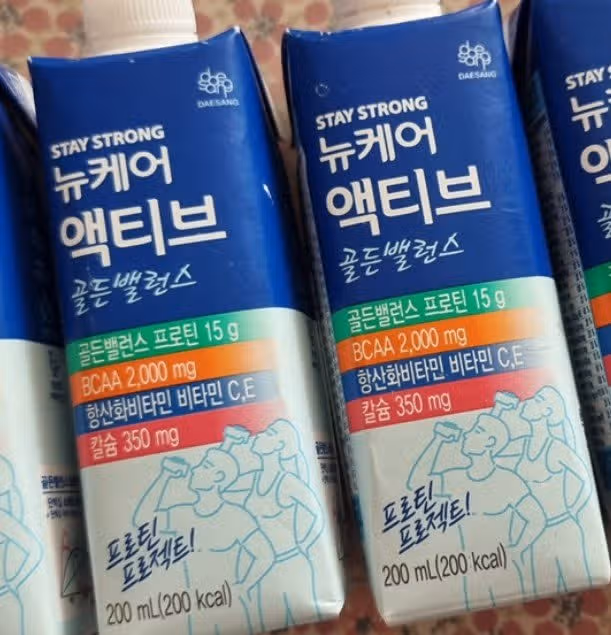 DAESANG
STAY STRONG
뉴케어
액티브
골든밸런스
골든밸런스 프로틴 15 g
BCAA 2,000 mg
항산화비타민 비타민 C,E
칼슘 350 mg
프로틴
프로젝트!
200 mL(200 kcal)
DAESANG
STAY STRONG
뉴케어
액티브
골든밸런스
골든밸런스 프로틴 15 g
BCAA 2,000 mg
항산화비타민 비타민 C,E
칼슘 350 mg
프로틴
프로젝트!
200 mL(200 kcal)
STAY